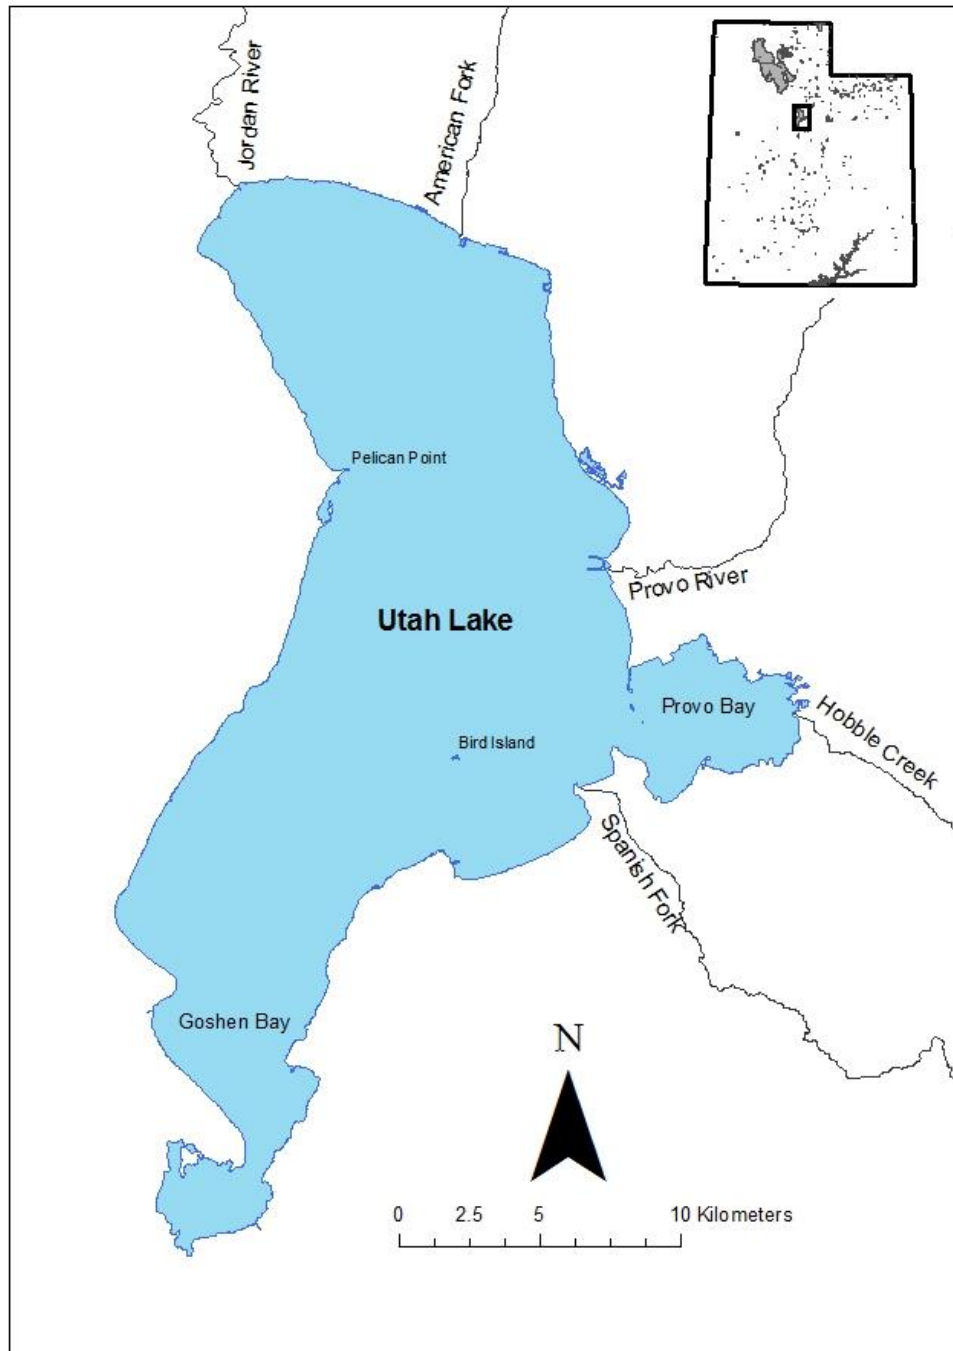 Jordan River
American Fork
Pelican Point
Provo River
Utah Lake
Provo Bay
Hobble Creek
Bird Island
Spanish Fork
Goshen Bay
N
0 2.5 5 10 Kilometers